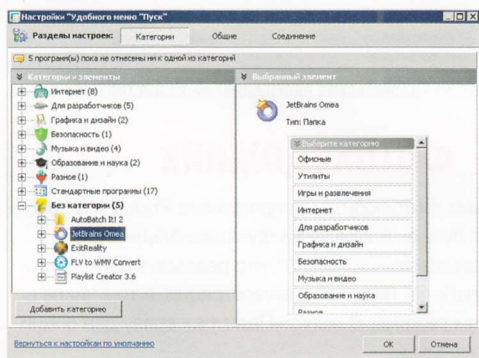 Настройки "Удобного меню "Пуск"
Разделы настроек: Категории Общие Соединение
5 програмн(ы) пока не отнесены ни к одной из категорий
Категории и элементы
Выбранный элемент
Интернет (8)
Для разработчиков (5)
Графика и дизайн (2)
Безопасность (1)
Музыка и видео (4)
Образование и наука (2)
Разное (1)
Стандартные программы (17)
Без категории (5)
AutoBatch It! 2
JetBrains Omea
ExitReality
FLV to WMV Convert
Playlist Creator 3.6
Добавить категорию
JetBrains Omea
Тип: Папка
Выберите категорию
Офисные
Утилиты
Игры и развлечения
Интернет
Для разработчиков
Графика и дизайн
Безопасность
Музыка и видео
Образование и наука
Разное
Вернуться к настройкам по умолчанию
ОК
Отмена